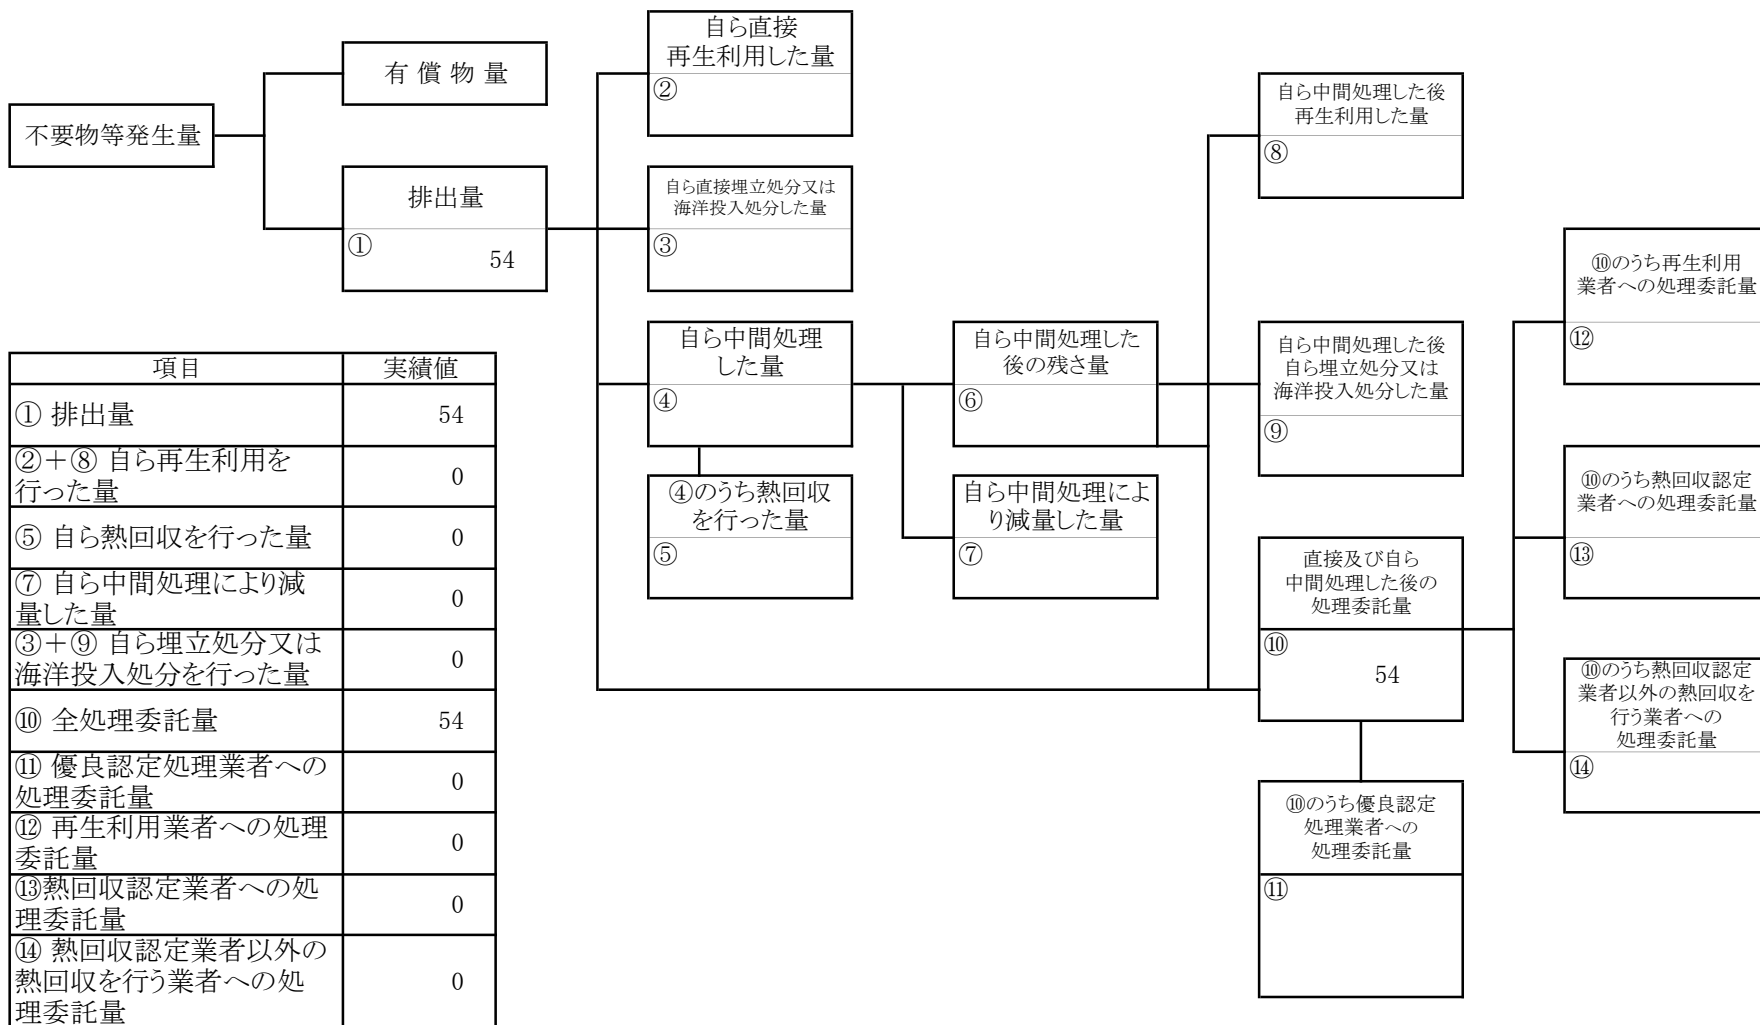 不要物等発生量
有 償 物 量
排出量
①
54
自ら直接
再生利用した量
②
自ら直接埋立処分又は
海洋投入処分した量
③
自ら中間処理
した量
④
④のうち熱回収
を行った量
⑤
自ら中間処理した
後の残さ量
⑥
自ら中間処理によ
り減量した量
⑦
自ら中間処理した後
再生利用した量
⑧
自ら中間処理した後
自ら埋立処分又は
海洋投入処分した量
⑨
直接及び自ら
中間処理した後の
処理委託量
⑩
54
⑩のうち優良認定
処理業者への
処理委託量
⑪
⑩のうち再生利用
業者への処理委託量
⑫
⑩のうち熱回収認定
業者への処理委託量
⑬
⑩のうち熱回収認定
業者以外の熱回収を
行う業者への
処理委託量
⑭
項目 実績値
① 排出量 54
②＋⑧ 自ら再生利用を
行った量 0
⑤ 自ら熱回収を行った量 0
⑦ 自ら中間処理により減
量した量 0
③＋⑨ 自ら埋立処分又は
海洋投入処分を行った量 0
⑩ 全処理委託量 54
⑪ 優良認定処理業者への
処理委託量 0
⑫ 再生利用業者への処理
委託量 0
⑬熱回収認定業者への処
理委託量 0
⑭ 熱回収認定業者以外の
熱回収を行う業者への処
理委託量 0